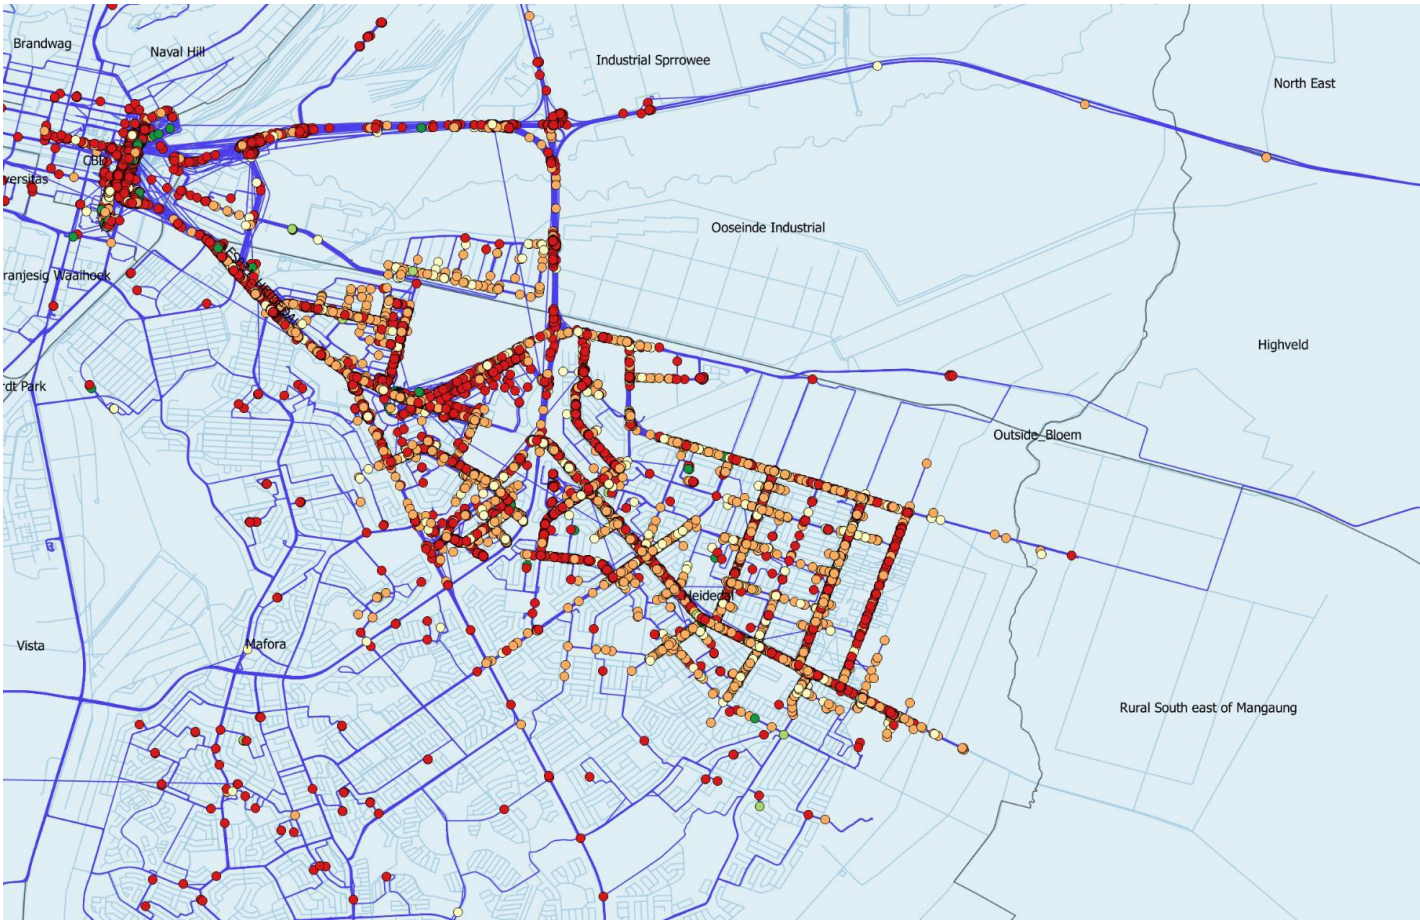 Brandwag
Naval Hill
Industrial Sprrowee
North East
CBD
versitas
Ooseinde Industrial
ranjesig Waaihoek
Highveld
rdt Park
Outside_Bloem
Heidedal
Vista
Mafora
Rural South east of Mangaung